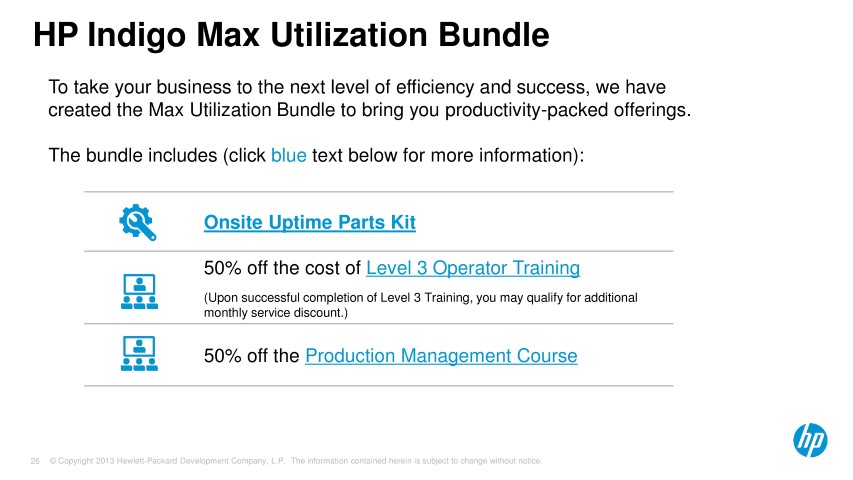 HP Indigo Max Utilization Bundle
To take your business to the next level of efficiency and success, we have
created the Max Utilization Bundle to bring you productivity-packed offerings.
The bundle includes (click blue text below for more information):
Onsite Uptime Parts Kit
50% off the cost of Level 3 Operator Training
(Upon successful completion of Level 3 Training, you may qualify for additional
monthly service discount.)
50% off the Production Management Course
hp
26 © Copyright 2013 Hewlett-Packard Development Company, L.P. The information contained herein is subject to change without notice.